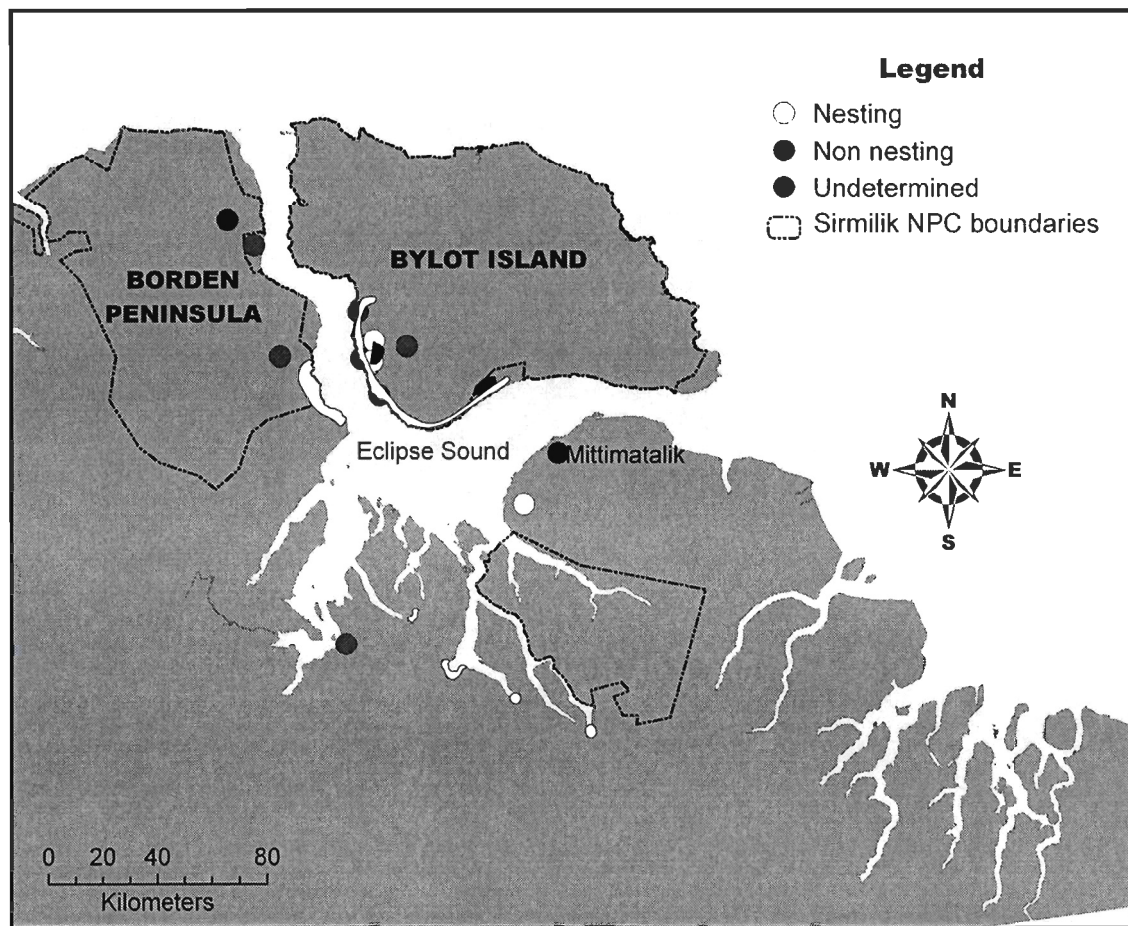 Legend
Nesting
Non nesting
Undetermined
Sirmilik NPC boundaries
BYLOT ISLAND
BORDEN
PENINSULA
Eclipse Sound
Mittimatalik
N
W
E
S
0 20 40 80
Kilometers